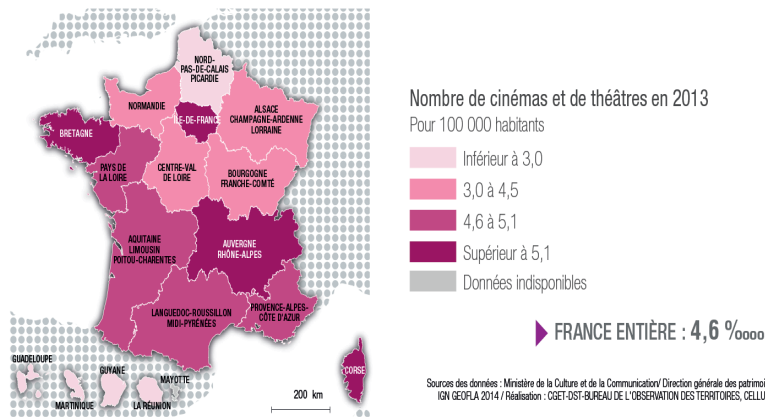 NORD-
PAS-DE-CALAIS
PICARDIE
NORMANDIE
ÎLE-DE-FRANCE
ALSACE
CHAMPAGNE-ARDENNE
LORRAINE
BRETAGNE
PAYS DE
LA LOIRE
CENTRE-VAL
DE LOIRE
BOURGOGNE
FRANCHE-COMTÉ
AQUITAINE
LIMOUSIN
POITOU-CHARENTES
AUVERGNE
RHÔNE-ALPES
LANGUEDOC-ROUSSILLON
MIDI-PYRÉNÉES
PROVENCE-ALPES-
CÔTE D'AZUR
CORSE
GUADELOUPE
MARTINIQUE
GUYANE
LA RÉUNION
MAYOTTE
200 km
Nombre de cinémas et de théâtres en 2013
Pour 100 000 habitants
Inférieur à 3,0
3,0 à 4,5
4,6 à 5,1
Supérieur à 5,1
Données indisponibles
FRANCE ENTIÈRE : 4,6 %oooo
Sources des données : Ministère de la Culture et de la Communication/ Direction générale des patrimoi
IGN GEOFLA 2014 / Réalisation : CGET-DST-BUREAU DE L'OBSERVATION DES TERRITOIRES, CELLU